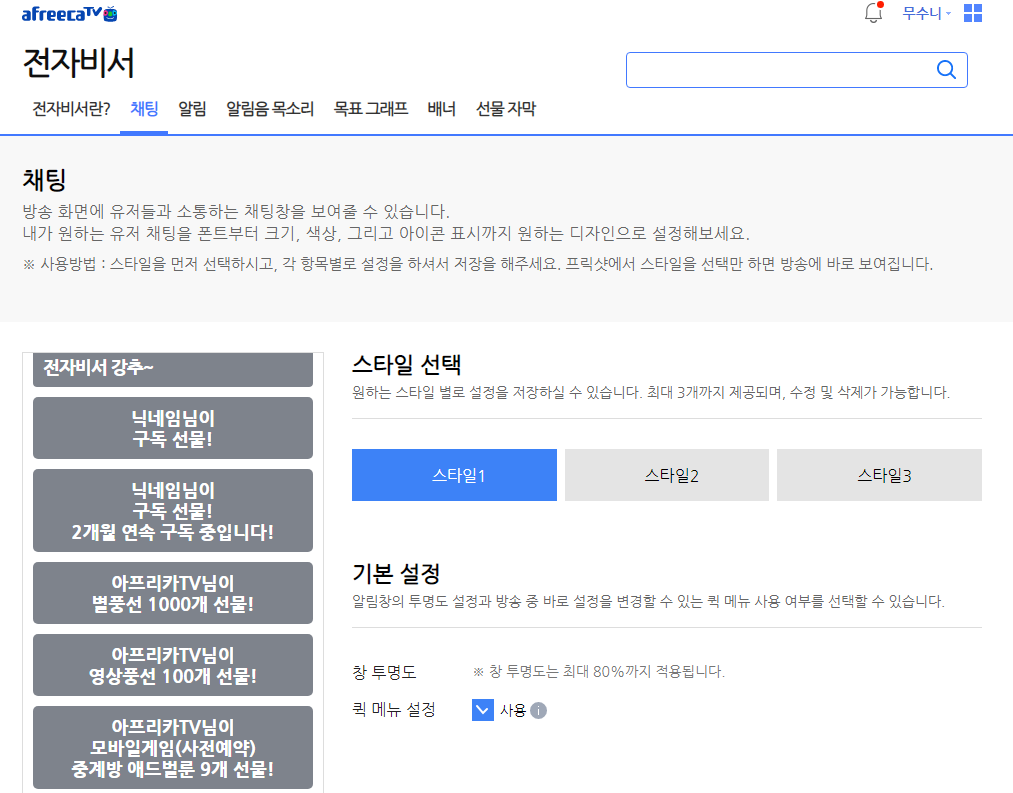 afreecaTV
무수니
전자비서
전자비서란? 채팅 알림 알림음 목소리 목표 그래프 배너 선물 자막
채팅
방송 화면에 유저들과 소통하는 채팅창을 보여줄 수 있습니다.
내가 원하는 유저 채팅을 폰트부터 크기, 색상, 그리고 아이콘 표시까지 원하는 디자인으로 설정해보세요.
※ 사용방법 : 스타일을 먼저 선택하시고, 각 항목별로 설정을 하셔서 저장을 해주세요. 프릭샷에서 스타일을 선택만 하면 방송에 바로 보여집니다.
전자비서 강추~
닉네임님이
구독 선물!
닉네임님이
구독 선물!
2개월 연속 구독 중입니다!
아프리카TV님이
별풍선 1000개 선물!
아프리카TV님이
영상풍선 100개 선물!
아프리카TV님이
모바일게임(사전예약)
중계방 애드벌룬 9개 선물!
스타일 선택
원하는 스타일 별로 설정을 저장하실 수 있습니다. 최대 3개까지 제공되며, 수정 및 삭제가 가능합니다.
스타일1 스타일2 스타일3
기본 설정
알림창의 투명도 설정과 방송 중 바로 설정을 변경할 수 있는 퀵 메뉴 사용 여부를 선택할 수 있습니다.
창 투명도 ※ 창 투명도는 최대 80%까지 적용됩니다.
퀵 메뉴 설정 사용